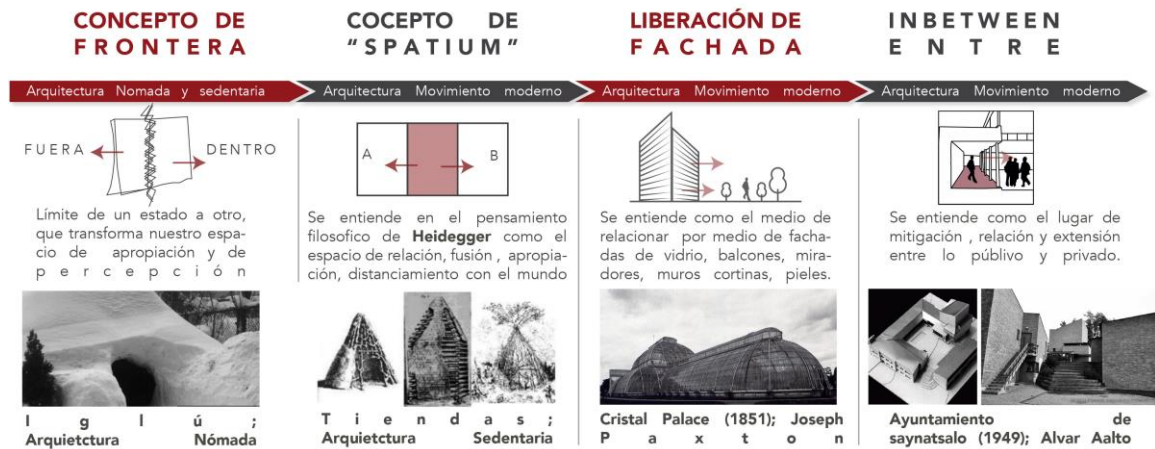 CONCEPTO DE
FRONTERA
COCEPTO DE
“SPATIUM“
LIBERACIÓN DE
FACHADA
INBETWEEN
ENTRE
Arquitectura Nomada y sedentaria
Arquitectura Movimiento moderno
Arquitectura Movimiento moderno
Arquitectura Movimiento moderno
FUERA
DENTRO
Límite de un estado a otro,
que transforma nuestro espa-
cio de apropiación y de
percepción
A
B
Se entiende en el pensamiento
filosofico de Heidegger como el
espacio de relación, fusión , apropia-
ción, distanciamiento con el mundo
Se entiende como el medio de
relacionar por medio de facha-
das de vidrio, balcones, mira-
dores, muros cortinas, pieles.
Se entiende como el lugar de
mitigación , relación y extensión
entre lo públivo y privado.
Iglú;
Arquietctura Nómada
Tiendas;
Arquietctura Sedentaria
Cristal Palace (1851); Joseph
Paxton
Ayuntamiento de
saynatsalo (1949); Alvar Aalto